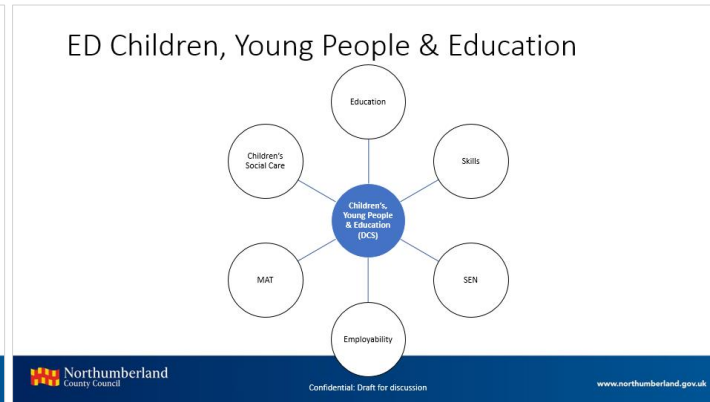 ED Children, Young People & Education
Education
Children's
Social Care
Skills
Children's,
Young People
& Education
(DCS)
MAT
SEN
Employability
Northumberland
County Council
Confidential: Draft for discussion
www.northumberland.gov.uk